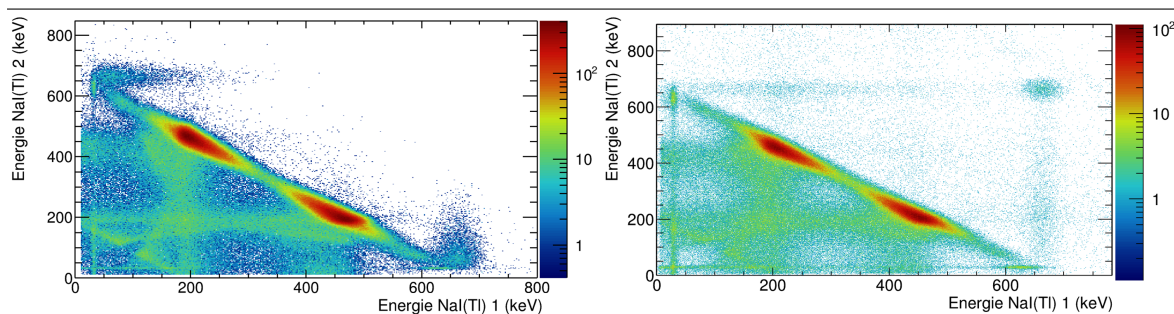 Energie NaI(Tl) 2 (keV)
800
600
400
200
0
0 200 400 600 800
Energie NaI(Tl) 1 (keV)
10²
10
1
Energie NaI(Tl) 2 (keV)
800
600
400
200
0
0 200 400 600
Energie NaI(Tl) 1 (keV)
10²
10
1